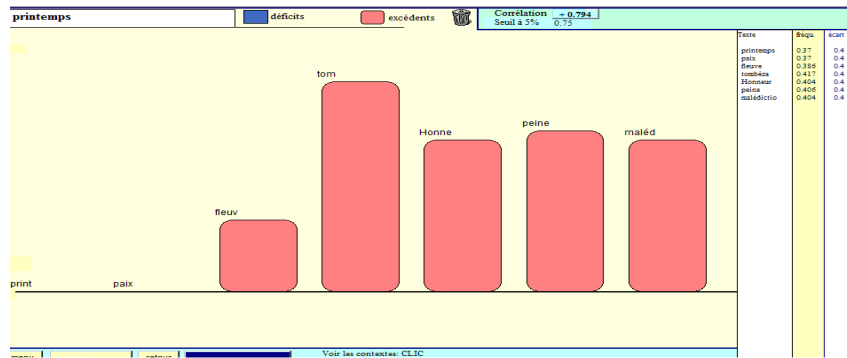 printemps déficits excédents Corrélation + 0.794
Seuil à 5% 0.75
Texte fréqu. écart
printemps 0.37 0.4
paix 0.37 0.4
fleuve 0.386 0.4
tombéza 0.417 0.4
Honneur 0.404 0.4
peine 0.406 0.4
malédictio 0.404 0.4
tom
Honne
peine
maléd
fleuv
print
paix
menu retour Voir les contextes: CLIC